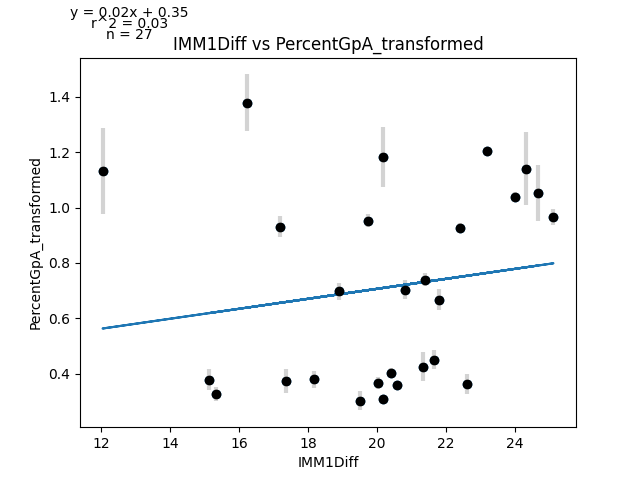 y = 0.02x + 0.35
r^2 = 0.03
n = 27
IMM1Diff vs PercentGpA_transformed
PercentGpA_transformed
1.4
1.2
1.0
0.8
0.6
0.4
12 14 16 18 20 22 24
IMM1Diff